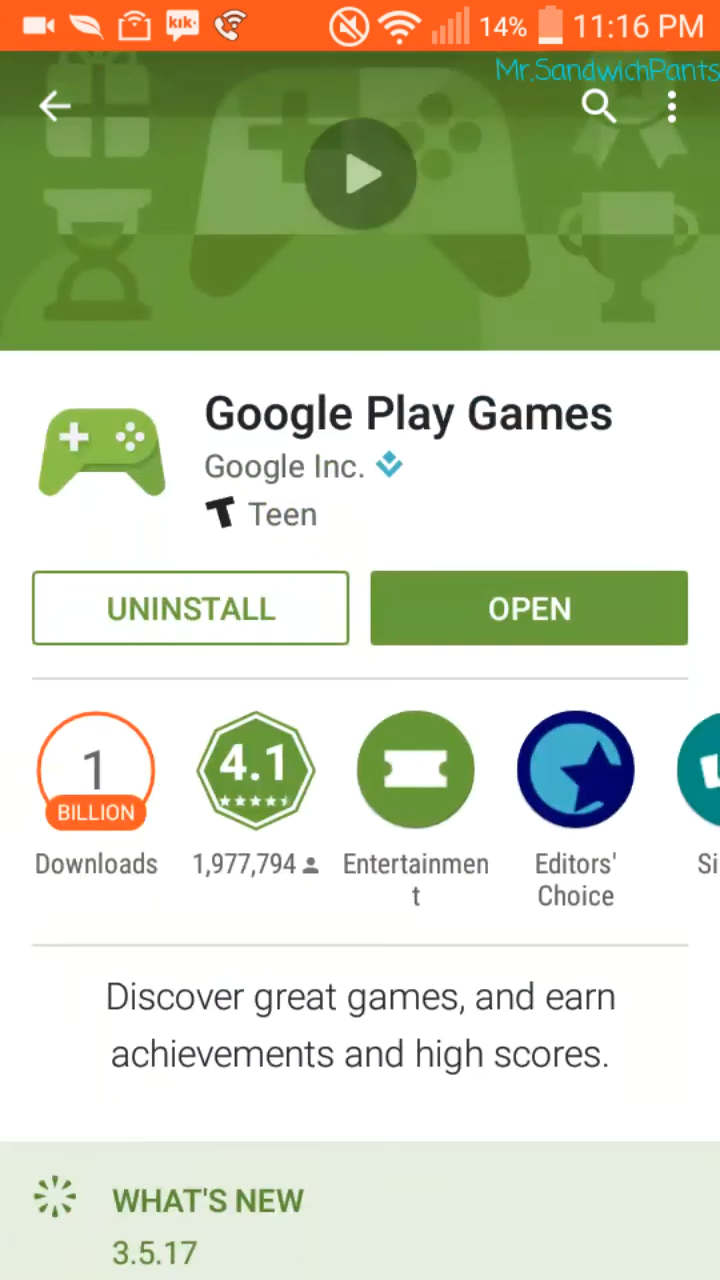 kik·
14%
11:16 PM
Mr.SandwichPants
Google Play Games
Google Inc.
T Teen
UNINSTALL
OPEN
1
BILLION
Downloads
4.1
1,977,794
Entertainmen
t
Editors'
Choice
Si
Discover great games, and earn
achievements and high scores.
WHAT'S NEW
3.5.17